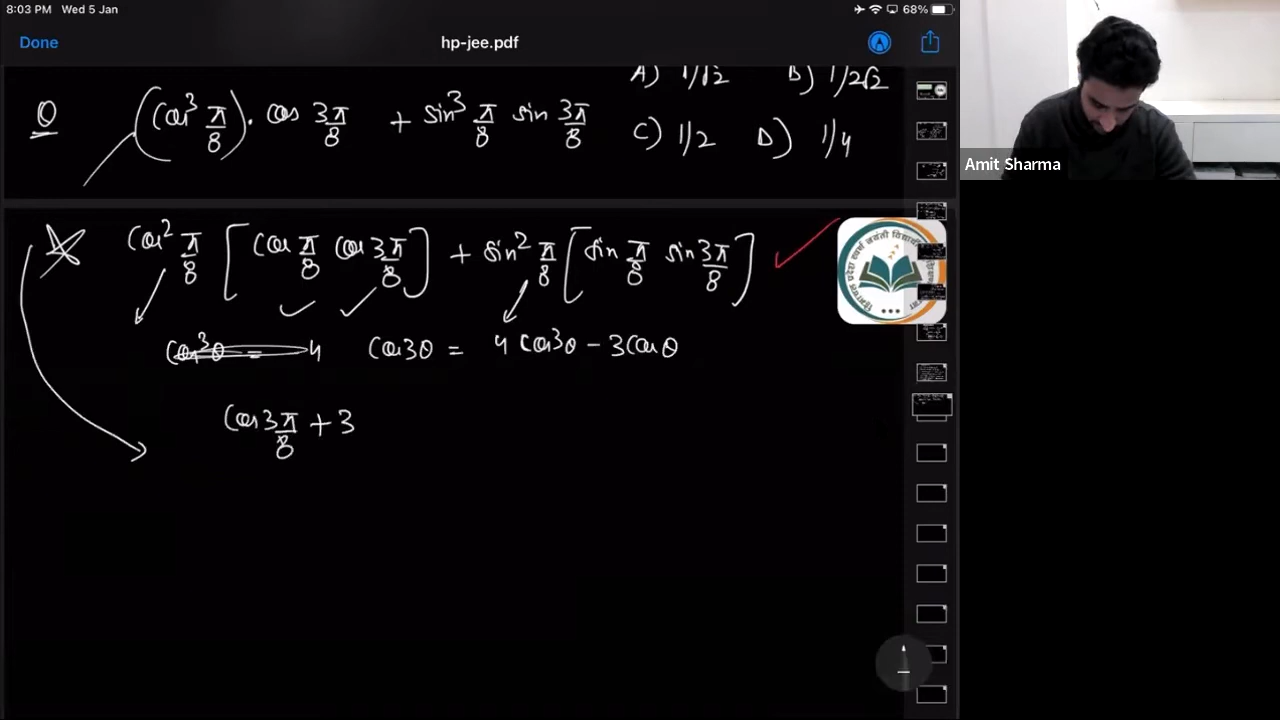 8:03 PM Wed 5 Jan
68%
Done
hp-jee.pdf
A) 1/√2 B) 1/2√2
Q (cos³ π/8) · cos 3π/8 + sin³ π/8 sin 3π/8
C) 1/2 D) 1/4
Amit Sharma
cos² π/8 [cos π/8 cos 3π/8] + sin² π/8 [sin π/8 sin 3π/8]
cos³θ = 4 cos3θ = 4 cos³θ − 3cosθ
cos 3π/8 + 3